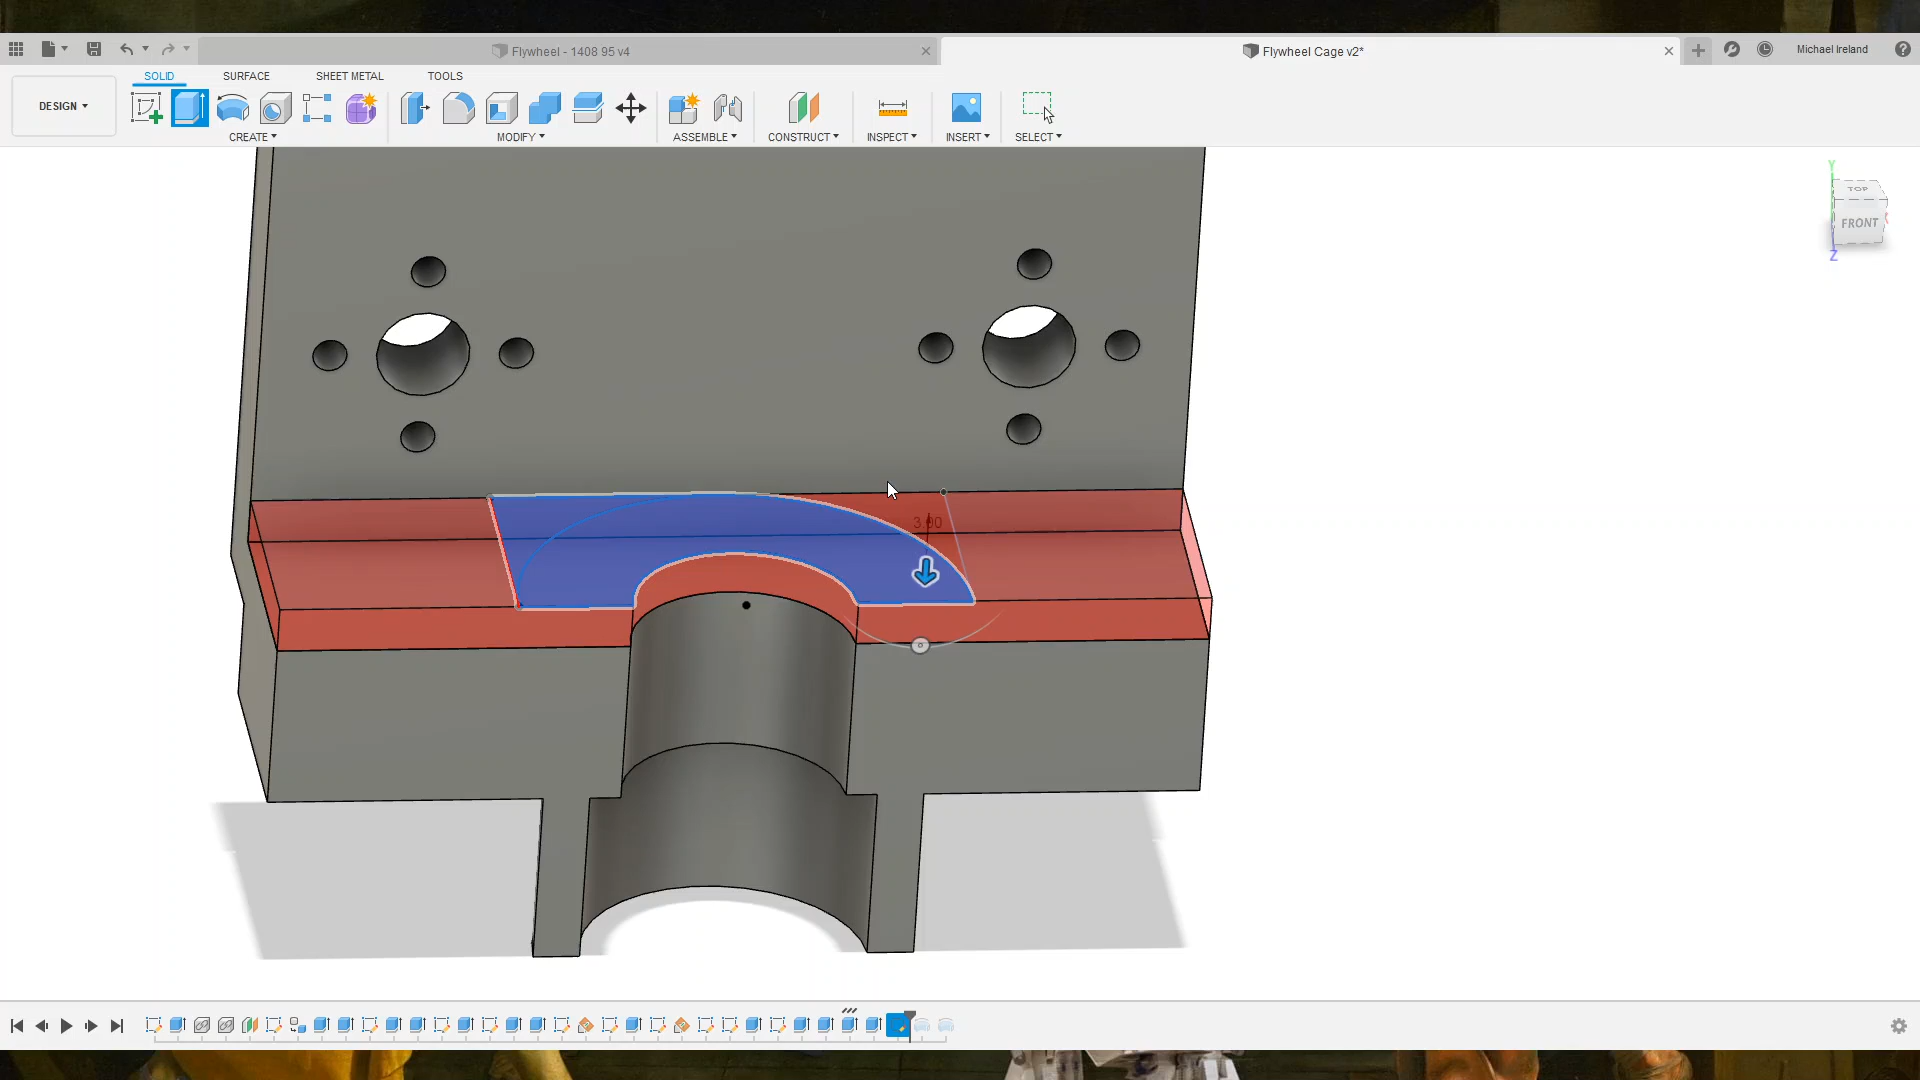 Flywheel - 1408 95 v4
Flywheel Cage v2*
Michael Ireland
SOLID
SURFACE
SHEET METAL
TOOLS
DESIGN
CREATE
MODIFY
ASSEMBLE
CONSTRUCT
INSPECT
INSERT
SELECT
Y
TOP
FRONT
Z